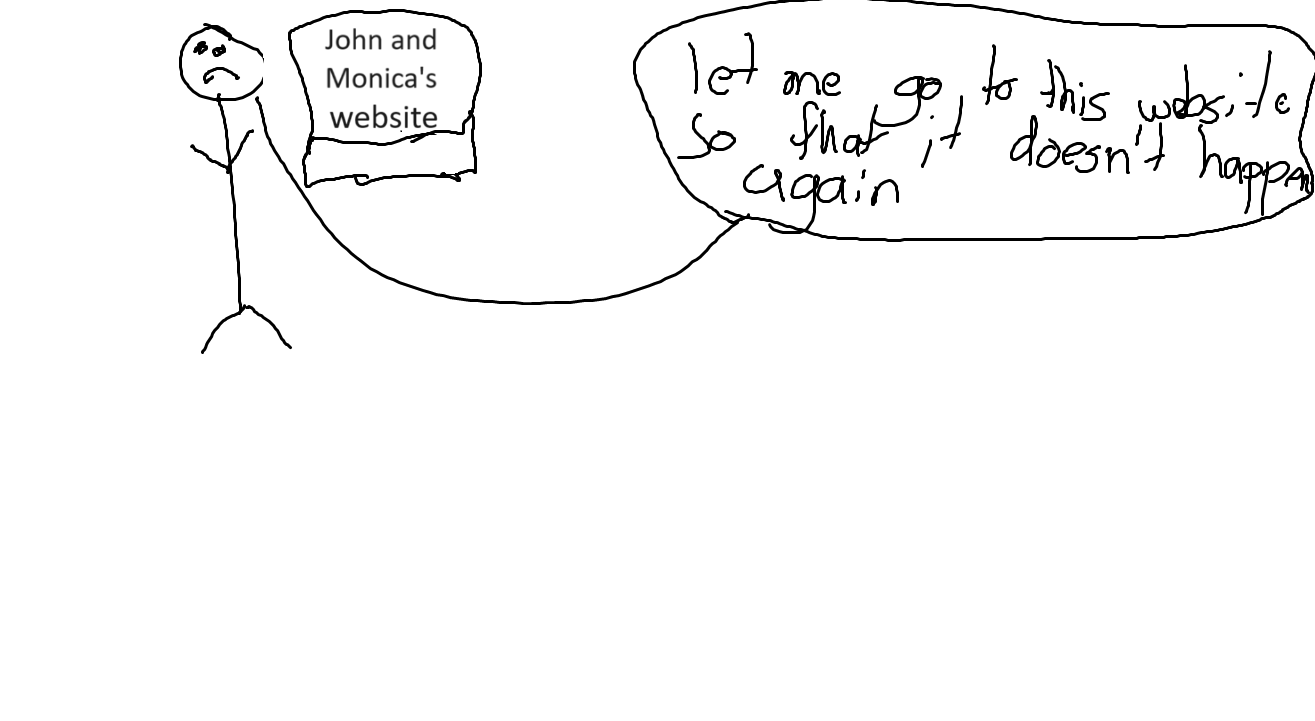 John and
Monica's
website
let me go to this website
so that it doesn't happen
again